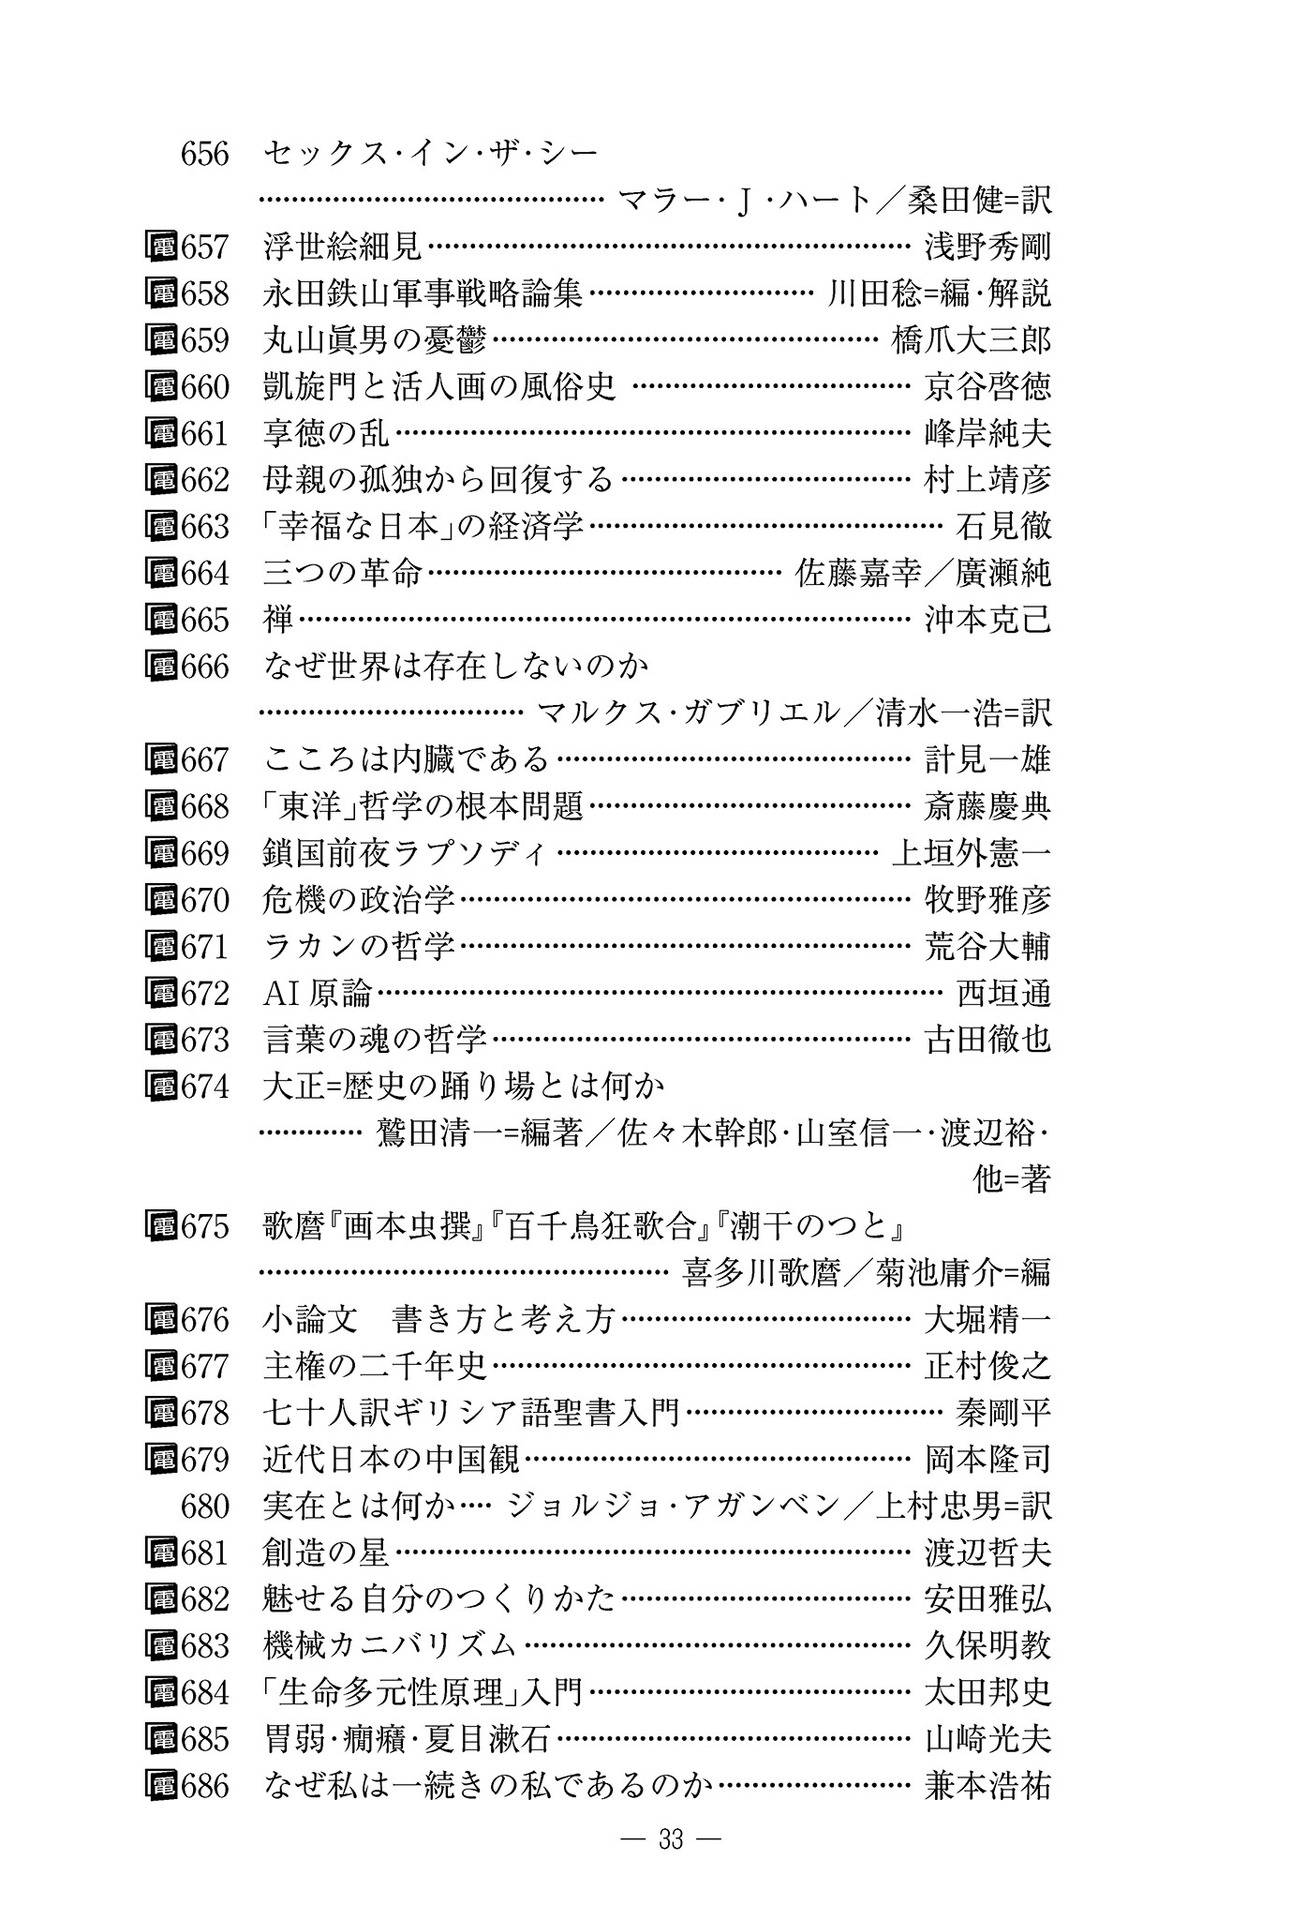 656 セックス・イン・ザ・シー
…………………………………… マラー・J・ハート／桑田健=訳
電657 浮世絵細見…………………………………………………… 浅野秀剛
電658 永田鉄山軍事戦略論集……………………… 川田稔=編・解説
電659 丸山眞男の憂鬱………………………………………… 橋爪大三郎
電660 凱旋門と活人画の風俗史 …………………………… 京谷啓徳
電661 享徳の乱……………………………………………………… 峰岸純夫
電662 母親の孤独から回復する……………………………… 村上靖彦
電663 「幸福な日本」の経済学…………………………………… 石見徹
電664 三つの革命…………………………………… 佐藤嘉幸／廣瀬純
電665 禅………………………………………………………………… 沖本克己
電666 なぜ世界は存在しないのか
…………………………… マルクス・ガブリエル／清水一浩=訳
電667 こころは内臓である…………………………………… 計見一雄
電668 「東洋」哲学の根本問題………………………………… 斎藤慶典
電669 鎖国前夜ラプソディ………………………………… 上垣外憲一
電670 危機の政治学……………………………………………… 牧野雅彦
電671 ラカンの哲学……………………………………………… 荒谷大輔
電672 AI原論…………………………………………………………… 西垣通
電673 言葉の魂の哲学…………………………………………… 古田徹也
電674 大正=歴史の踊り場とは何か
………… 鷲田清一=編著／佐々木幹郎・山室信一・渡辺裕・
他=著
電675 歌麿『画本虫撰』『百千鳥狂歌合』『潮干のつと』
………………………………………… 喜多川歌麿／菊池庸介=編
電676 小論文　書き方と考え方……………………………… 大堀精一
電677 主権の二千年史…………………………………………… 正村俊之
電678 七十人訳ギリシア語聖書入門………………………… 秦剛平
電679 近代日本の中国観………………………………………… 岡本隆司
680 実在とは何か…… ジョルジョ・アガンベン／上村忠男=訳
電681 創造の星……………………………………………………… 渡辺哲夫
電682 魅せる自分のつくりかた……………………………… 安田雅弘
電683 機械カニバリズム………………………………………… 久保明教
電684 「生命多元性原理」入門………………………………… 太田邦史
電685 胃弱・癇癪・夏目漱石…………………………………… 山崎光夫
電686 なぜ私は一続きの私であるのか…………………… 兼本浩祐
— 33 —